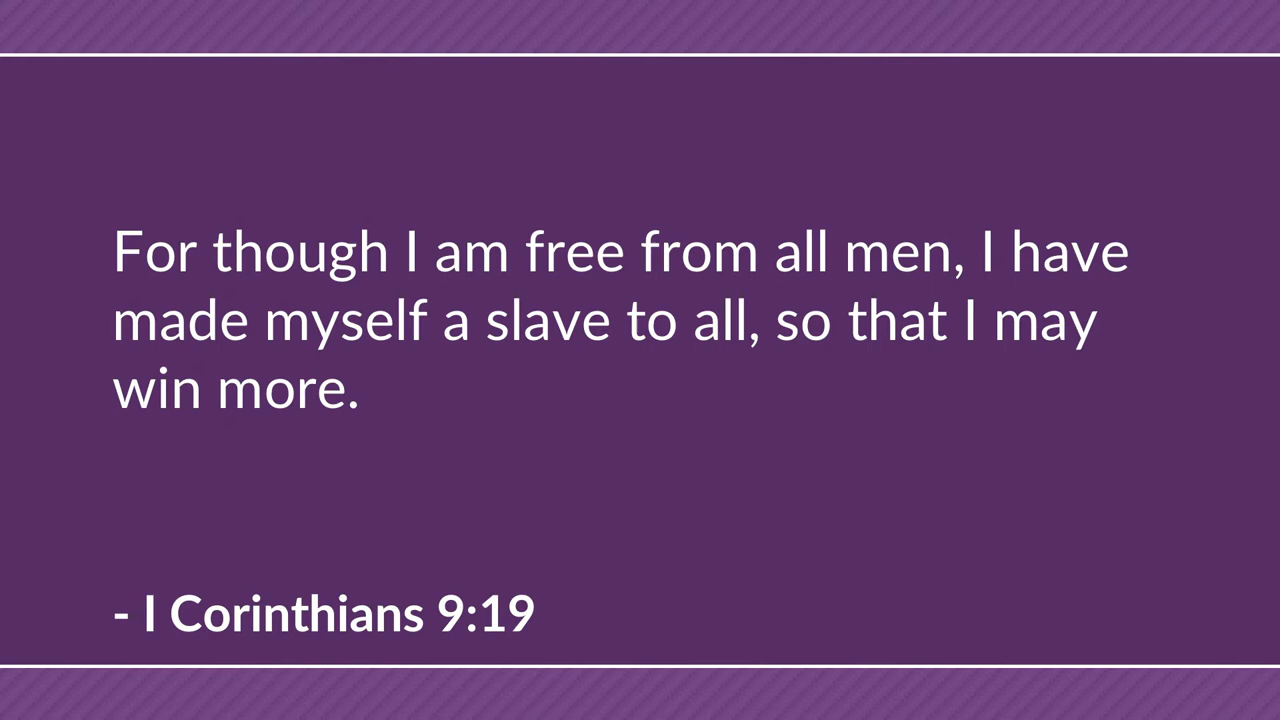 For though I am free from all men, I have
made myself a slave to all, so that I may
win more.
- I Corinthians 9:19